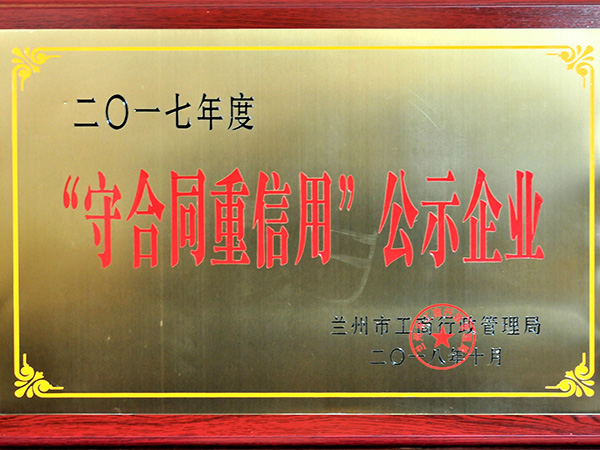 二〇一七年度
“守合同重信用”公示企业
兰州市工商行政管理局
二〇一八年十月